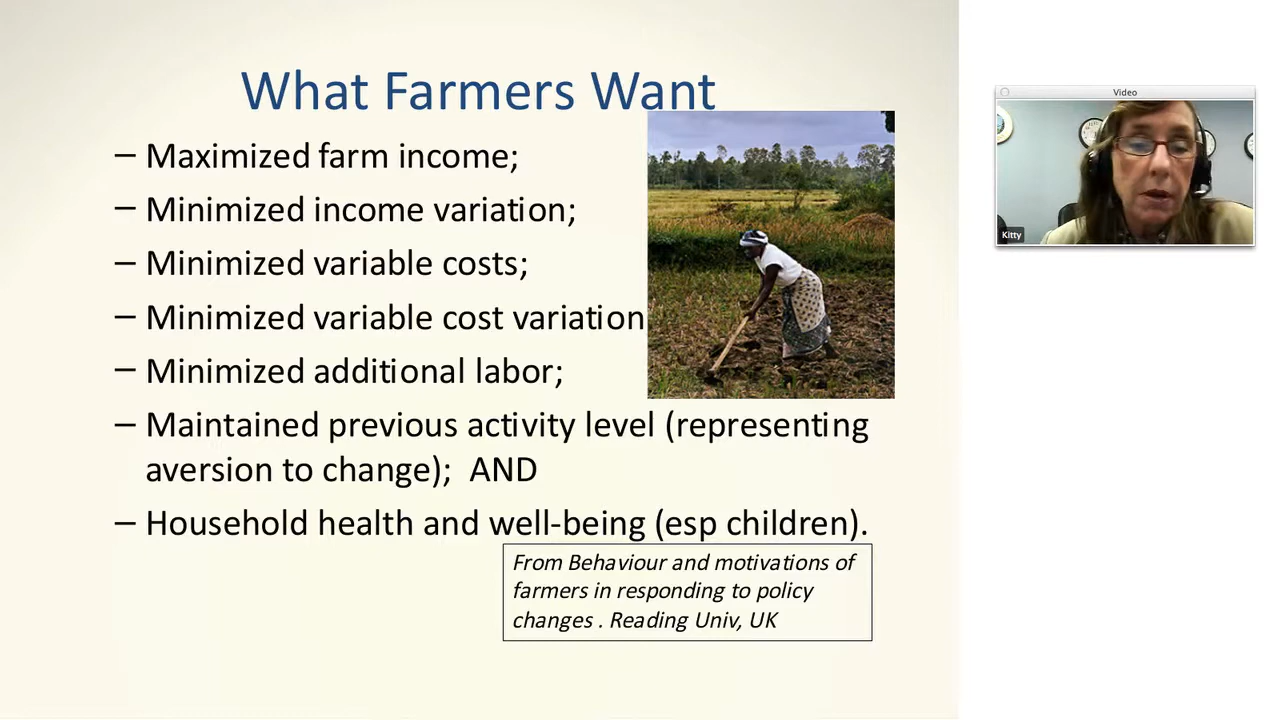 What Farmers Want
– Maximized farm income;
– Minimized income variation;
– Minimized variable costs;
– Minimized variable cost variation
– Minimized additional labor;
– Maintained previous activity level (representing
aversion to change);  AND
– Household health and well-being (esp children).
From Behaviour and motivations of
farmers in responding to policy
changes . Reading Univ, UK
Video
Kitty